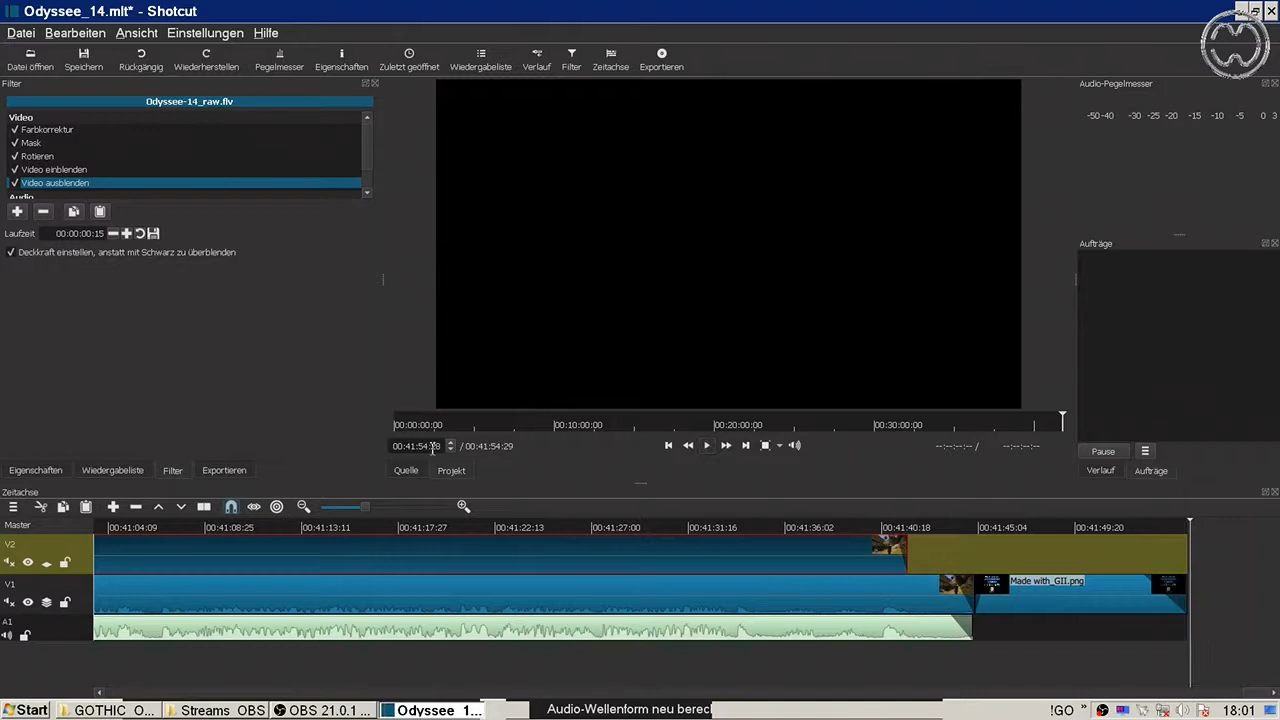 Odyssee_14.mlt* - Shotcut
Datei Bearbeiten Ansicht Einstellungen Hilfe
Datei öffnen Speichern Rückgängig Wiederherstellen Pegelmesser Eigenschaften Zuletzt geöffnet Wiedergabeliste Verlauf Filter Zeitachse Exportieren
Filter
Audio-Pegelmesser
Odyssee-14_raw.flv
-50 -40 -30 -25 -20 -15 -10 -5 0 3
Video
Farbkorrektur
Mask
Rotieren
Video einblenden
Video ausblenden
Audio
Laufzeit 00:00:00:15
Aufträge
Deckkraft einstellen, anstatt mit Schwarz zu überblenden
00:00:00:00 00:10:00:00 00:20:00:00 00:30:00:00
/ 00:41:54:29
--:--:--:-- / --:--:--:--
Pause
Eigenschaften Wiedergabeliste Filter Exportieren
Quelle Projekt
Verlauf Aufträge
Zeitachse
Master
00:41:04:09 00:41:08:25 00:41:13:11 00:41:17:27 00:41:22:13 00:41:27:00 00:41:31:16 00:41:36:02 00:41:40:18 00:41:45:04 00:41:49:20
V2
V1
Made with_GII.png
A1
Start GOTHIC O... Streams OBS OBS 21.0.1 ... Odyssee 1... Audio-Wellenform neu berec !GO » 18:01